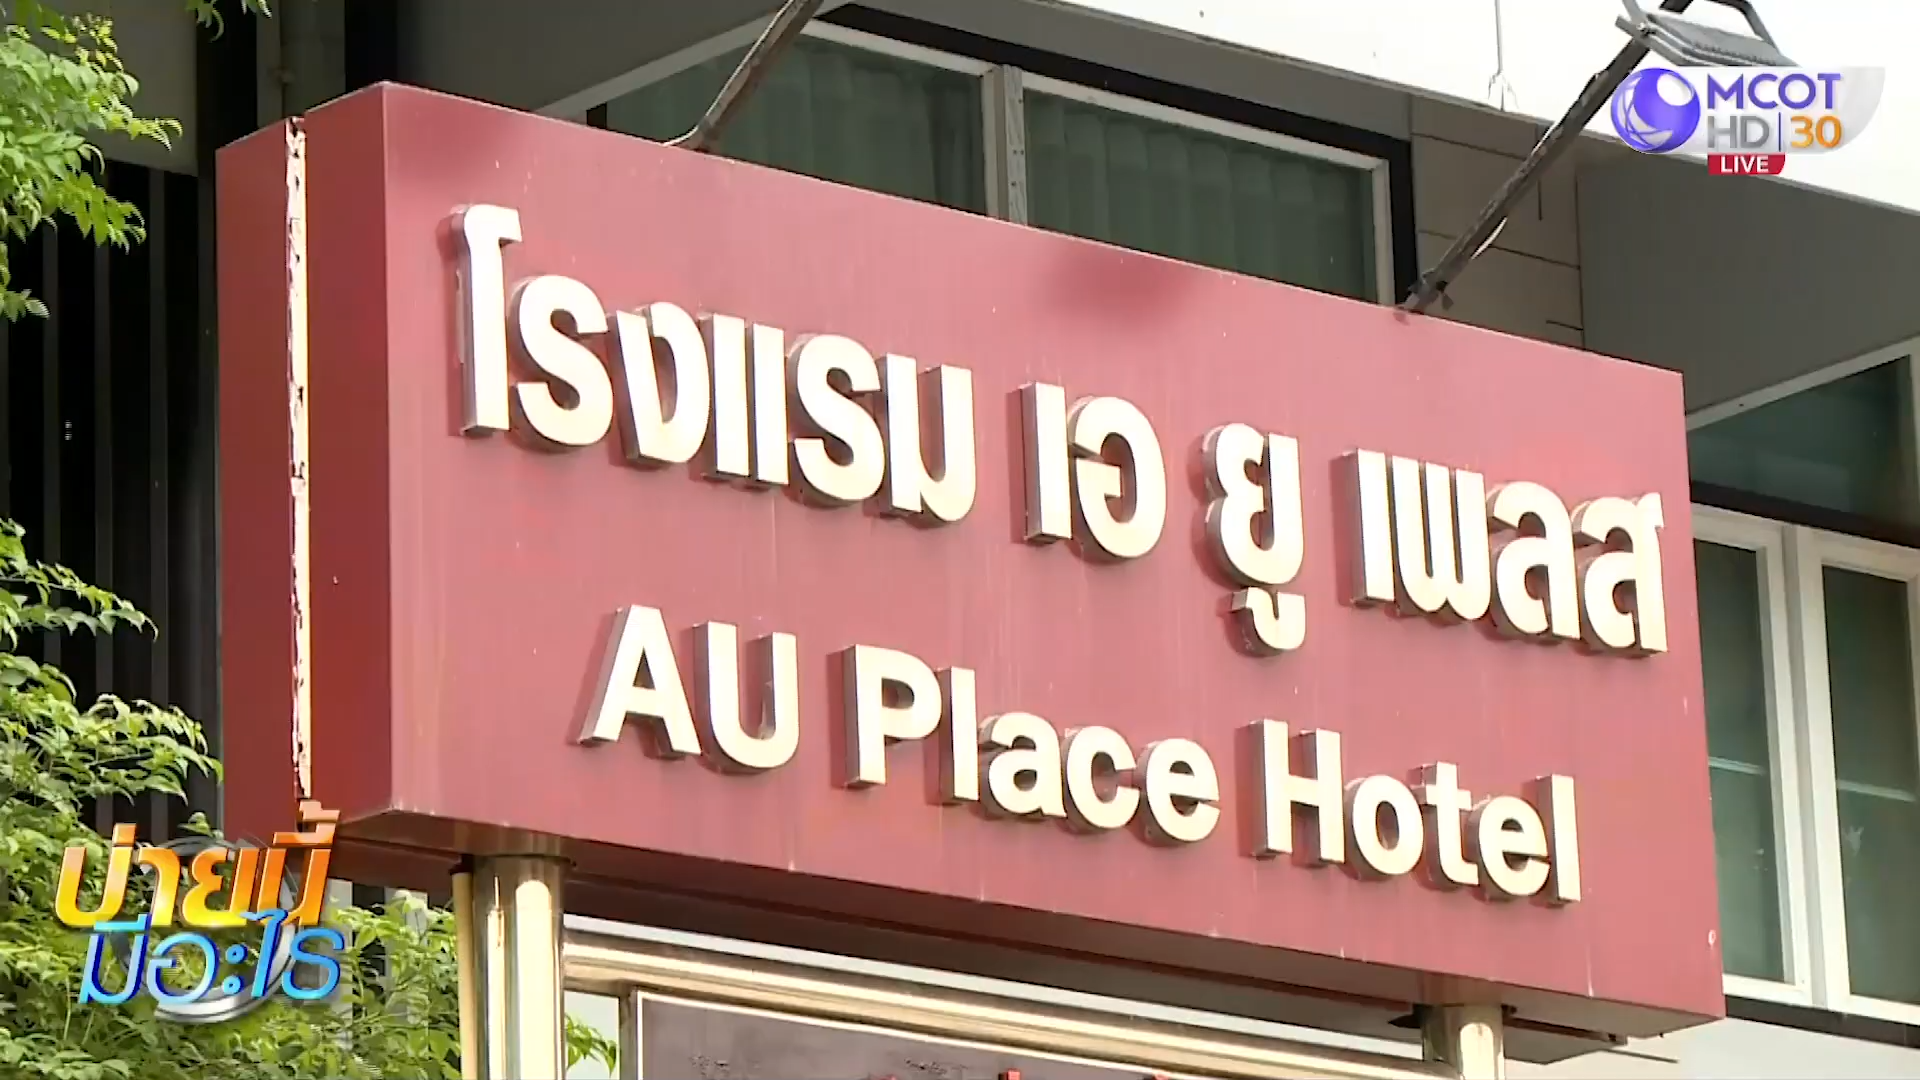 MCOT
HD 30
LIVE
โรงแรม เอ ยู เพลส
AU Place Hotel
บ่ายนี้
มีอะไร